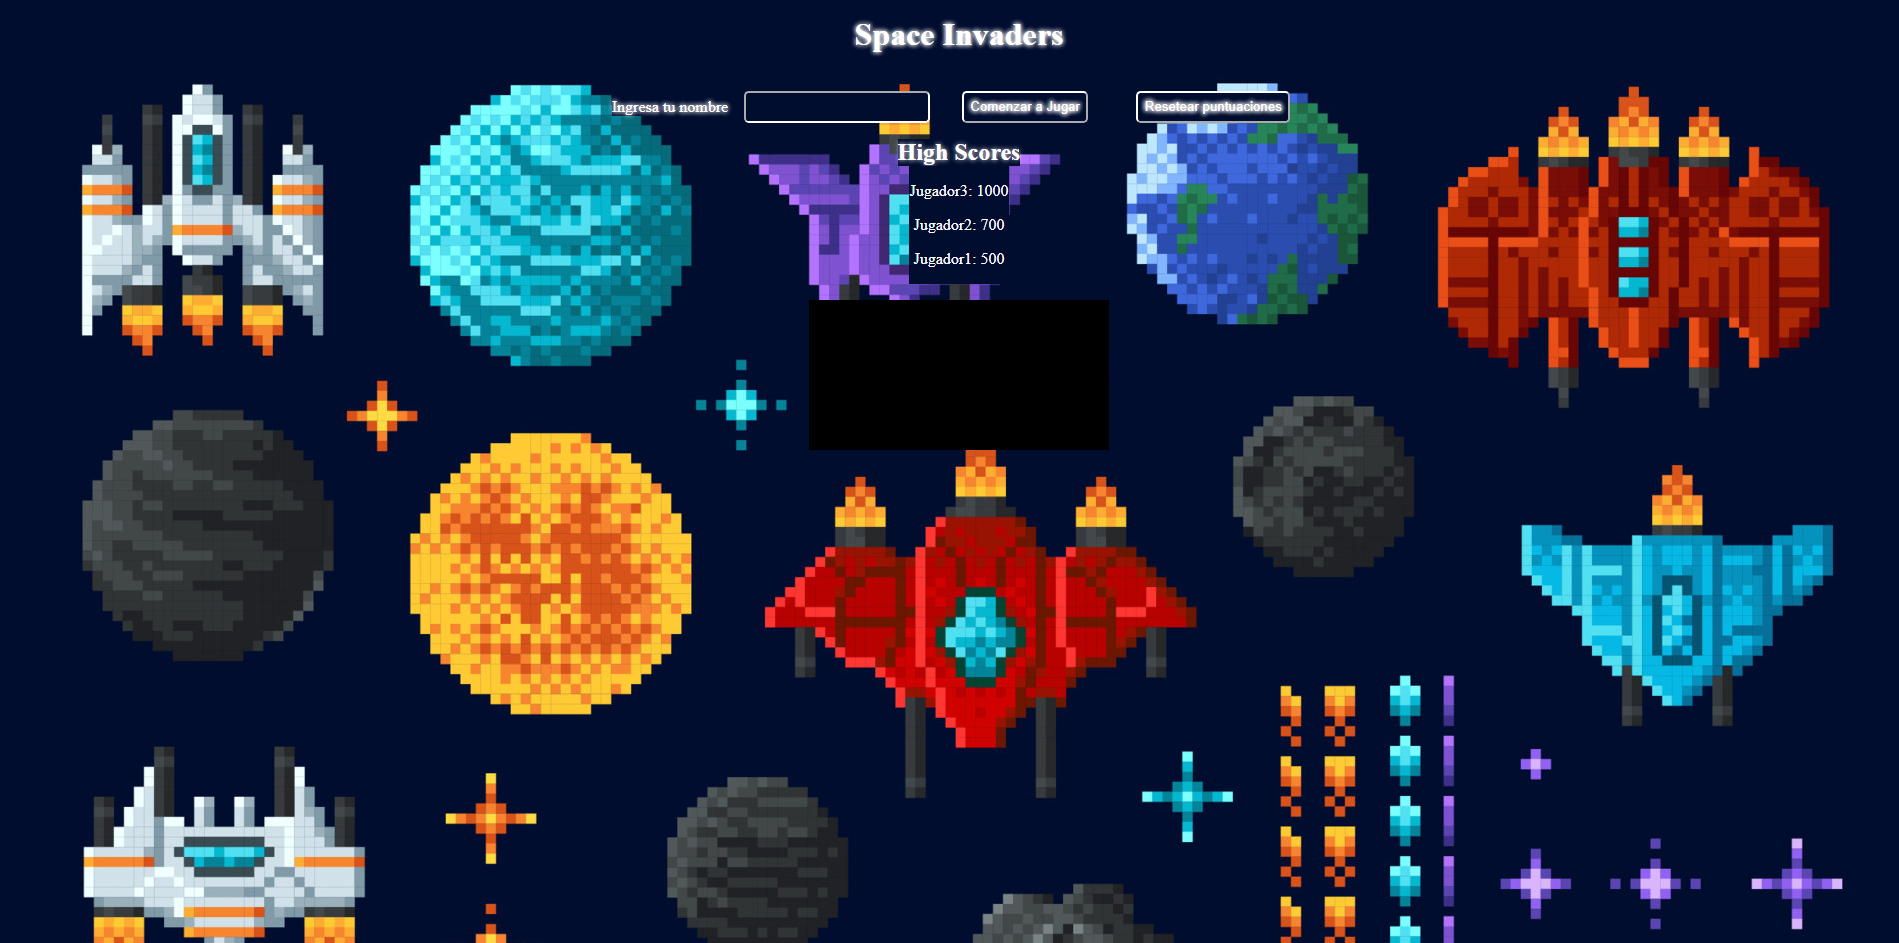 Space Invaders
Ingresa tu nombre Comenzar a Jugar Resetear puntuaciones
High Scores
Jugador3: 1000
Jugador2: 700
Jugador1: 500